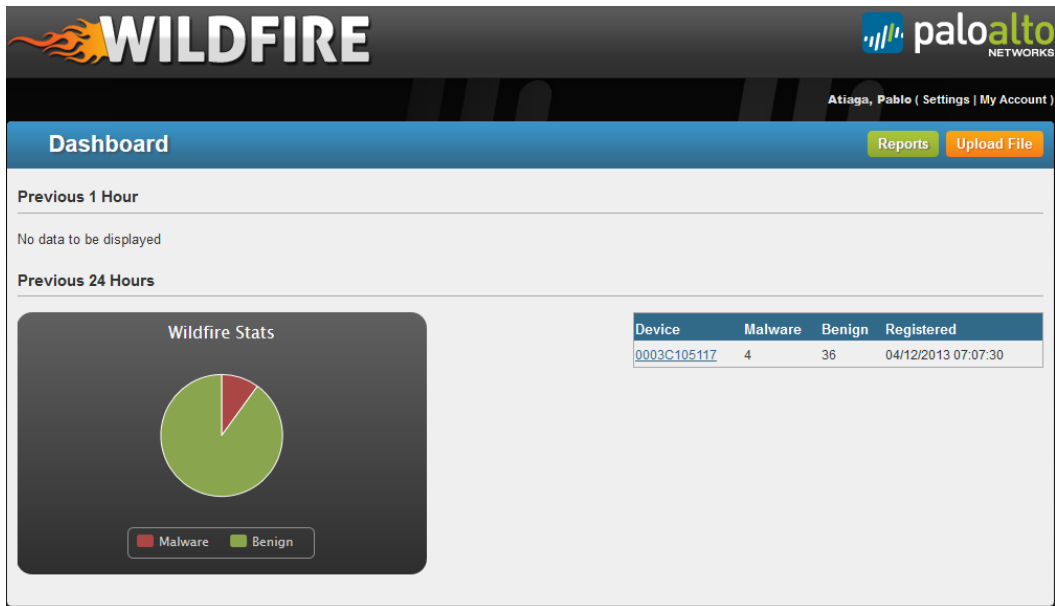 WILDFIRE
paloalto
NETWORKS
Atiaga, Pablo ( Settings | My Account )
Dashboard
Reports
Upload File
Previous 1 Hour
No data to be displayed
Previous 24 Hours
Wildfire Stats
Malware
Benign
Device Malware Benign Registered
0003C105117 4 36 04/12/2013 07:07:30